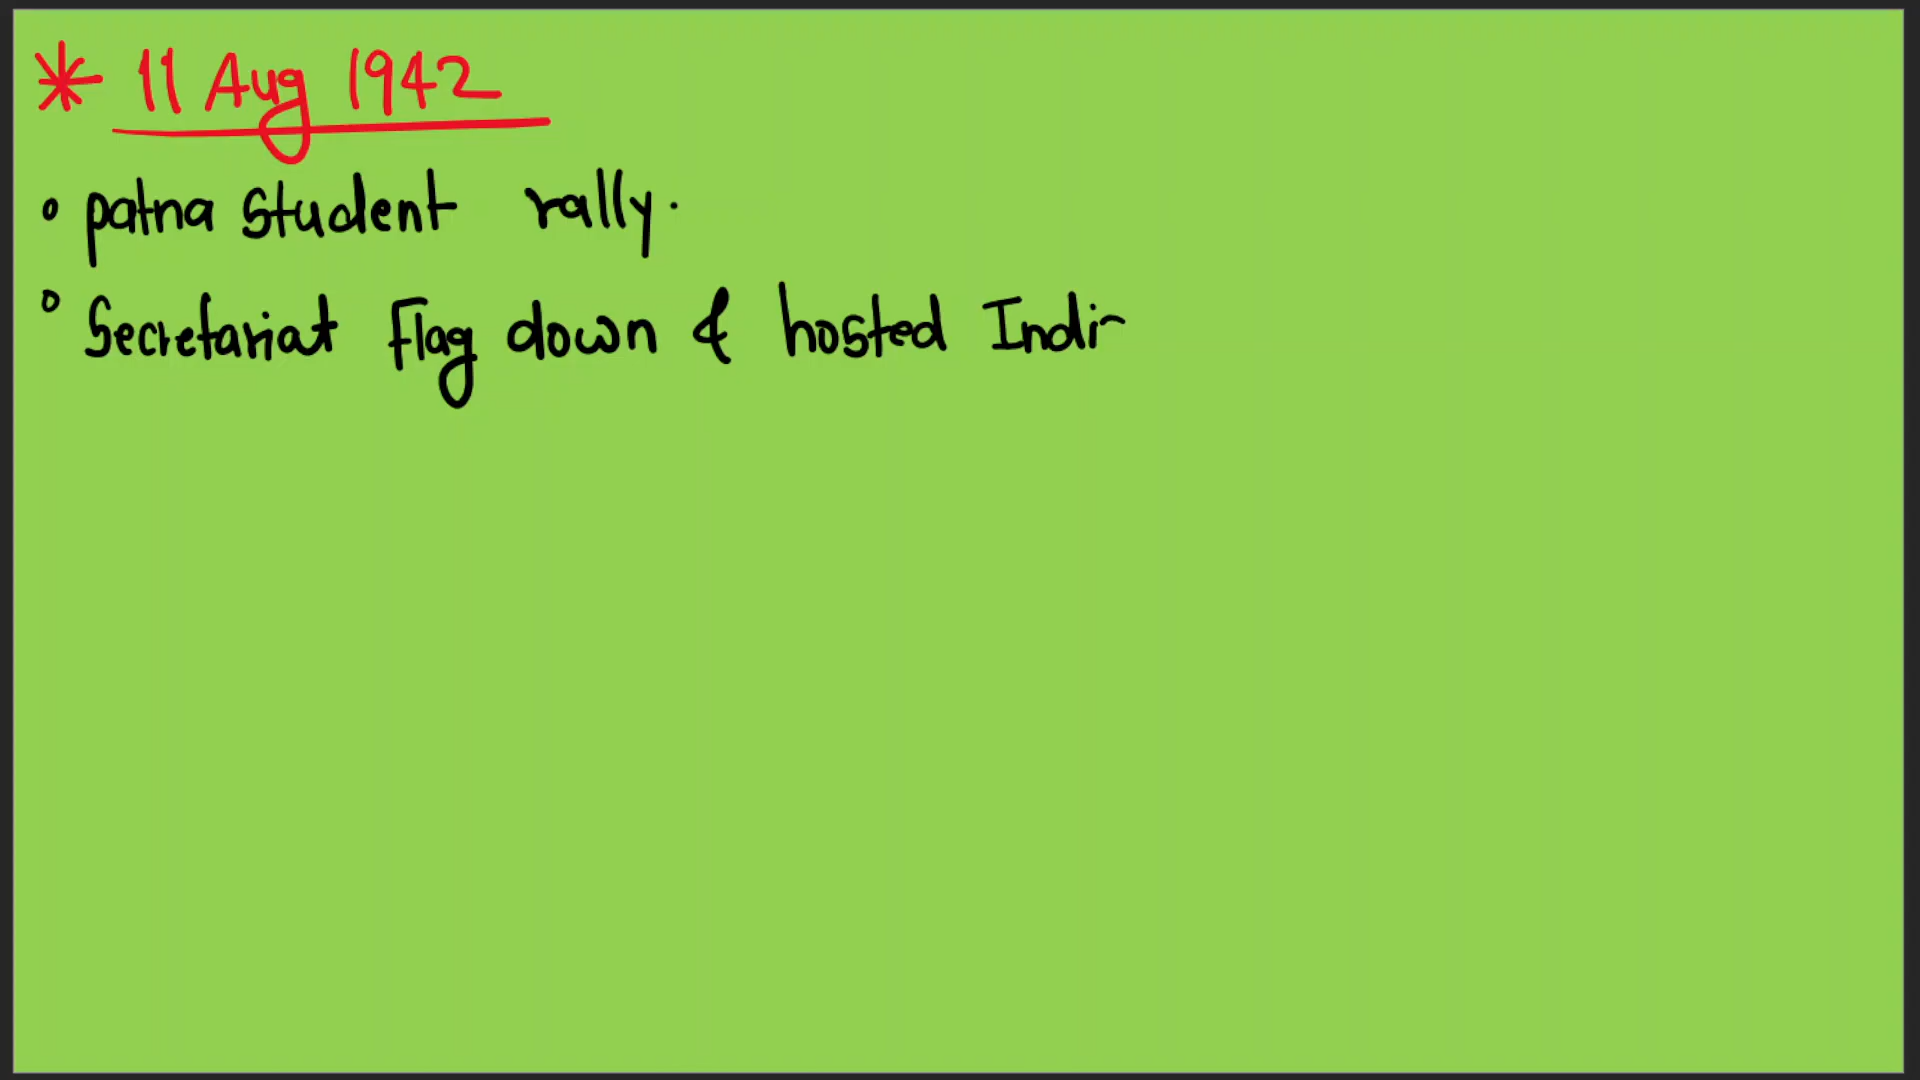 * 11 Aug 1942
• patna student rally.
• Secretariat Flag down & hosted Indi